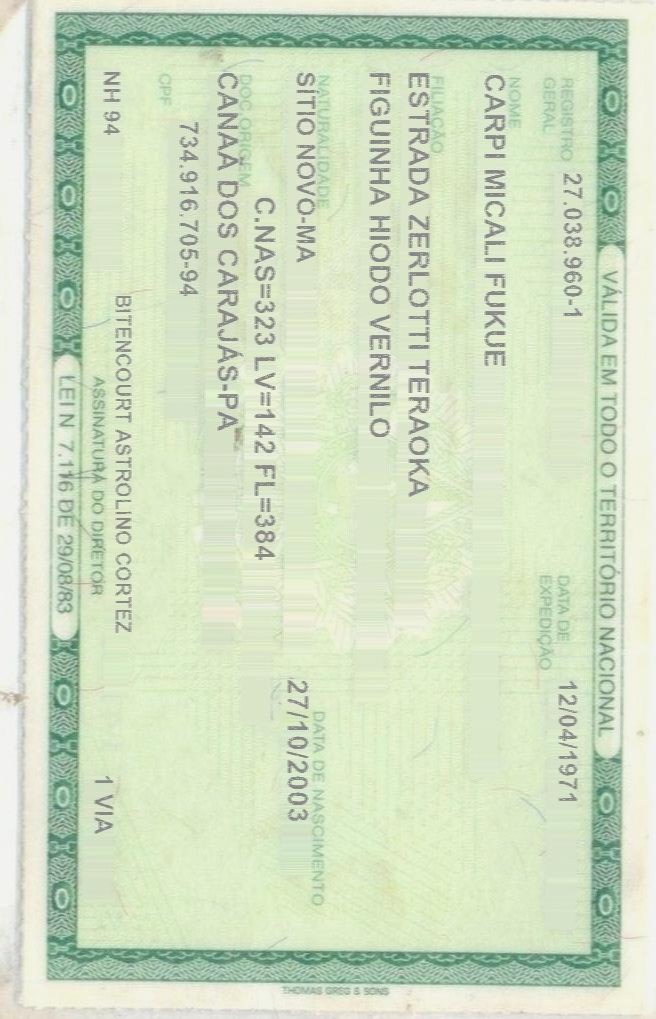 VÁLIDA EM TODO O TERRITÓRIO NACIONAL
REGISTRO GERAL 27.038.960-1 DATA DE EXPEDIÇÃO 12/04/1971
NOME
CARPI MICALI FUKUE
FILIAÇÃO
ESTRADA ZERLOTTI TERAOKA
FIGUINHA HIODO VERNILO
NATURALIDADE DATA DE NASCIMENTO
SITIO NOVO-MA 27/10/2003
DOC ORIGEM C.NAS=323 LV=142 FL=384
CANAÃ DOS CARAJÁS-PA
CPF 734.916.705-94
NH 94 BITENCOURT ASTROLINO CORTEZ 1 VIA
ASSINATURA DO DIRETOR
LEI N 7.116 DE 29/08/83
THOMAS GREG & SONS